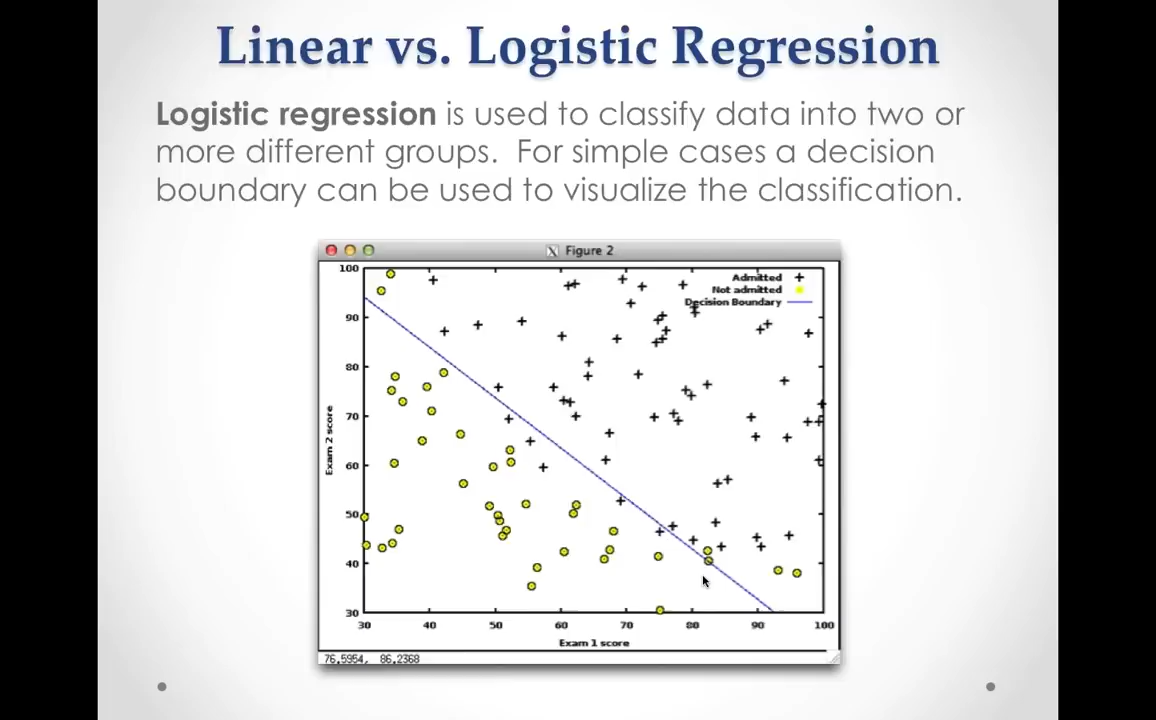 Linear vs. Logistic Regression
Logistic regression is used to classify data into two or
more different groups.  For simple cases a decision
boundary can be used to visualize the classification.
X Figure 2
Admitted
Not admitted
Decision Boundary
100
90
80
70
60
50
40
30
Exam 2 score
30 40 50 60 70 80 90 100
Exam 1 score
76.5954, 86.2368